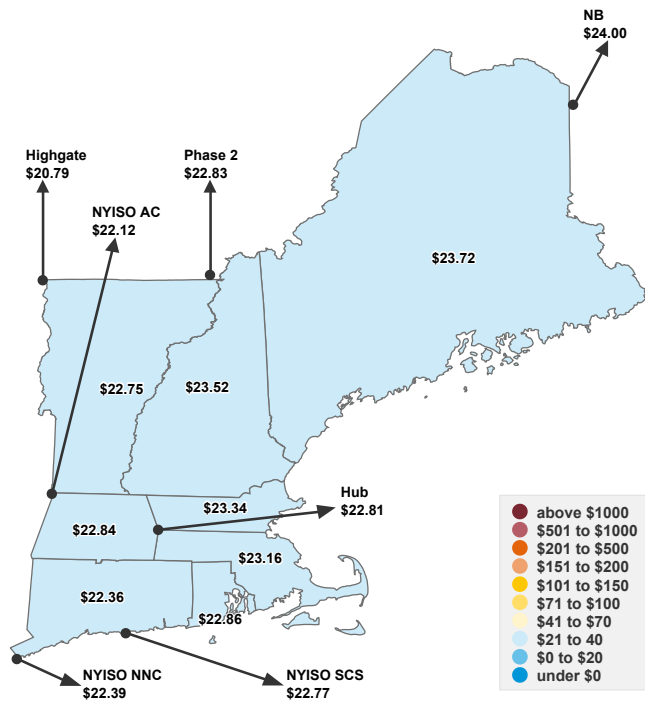 NB
$24.00
Highgate
$20.79
Phase 2
$22.83
NYISO AC
$22.12
$23.72
$22.75
$23.52
Hub
$22.81
$23.34
$22.84
$23.16
$22.36
$22.86
NYISO NNC
$22.39
NYISO SCS
$22.77
above $1000
$501 to $1000
$201 to $500
$151 to $200
$101 to $150
$71 to $100
$41 to $70
$21 to 40
$0 to $20
under $0